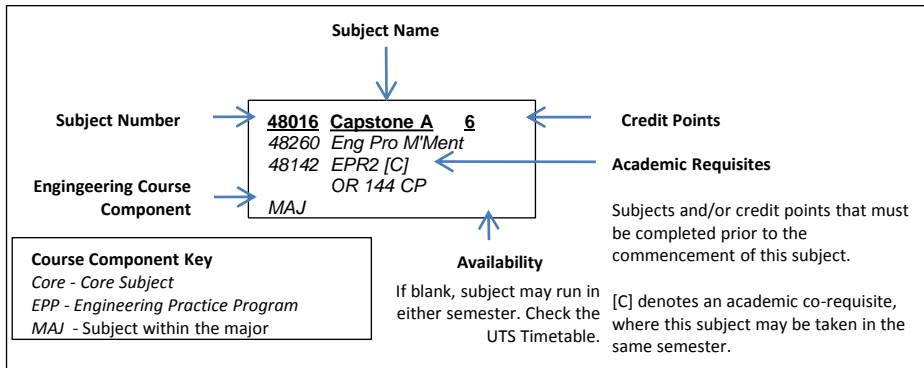 Subject Name
Subject Number
48016 Capstone A 6
48260 Eng Pro M'Ment
48142 EPR2 [C]
OR 144 CP
MAJ
Credit Points
Academic Requisites
Engingeering Course
Component
Subjects and/or credit points that must
be completed prior to the
commencement of this subject.
[C] denotes an academic co-requisite,
where this subject may be taken in the
same semester.
Course Component Key
Core - Core Subject
EPP - Engineering Practice Program
MAJ - Subject within the major
Availability
If blank, subject may run in
either semester. Check the
UTS Timetable.